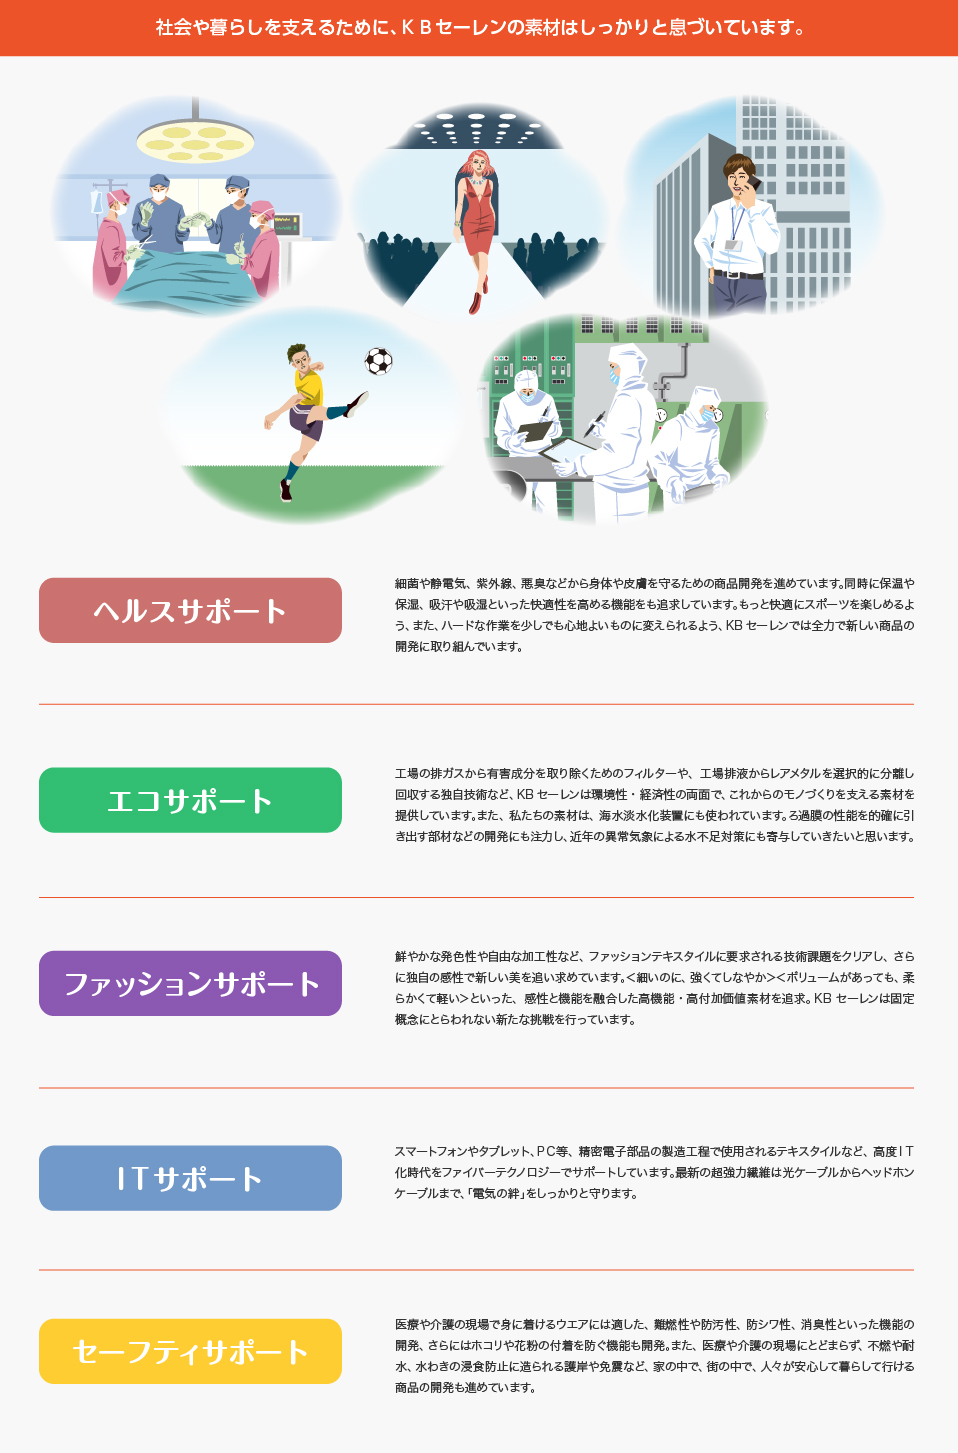 社会や暮らしを支えるために、ＫＢセーレンの素材はしっかりと息づいています。
ヘルスサポート
細菌や静電気、紫外線、悪臭などから身体や皮膚を守るための商品開発を進めています。同時に保温や
保湿、吸汗や吸湿といった快適性を高める機能をも追求しています。もっと快適にスポーツを楽しめるよ
う、また、ハードな作業を少しでも心地よいものに変えられるよう、KBセーレンでは全力で新しい商品の
開発に取り組んでいます。
エコサポート
工場の排ガスから有害成分を取り除くためのフィルターや、工場排液からレアメタルを選択的に分離し
回収する独自技術など、KBセーレンは環境性・経済性の両面で、これからのモノづくりを支える素材を
提供しています。また、私たちの素材は、海水淡水化装置にも使われています。ろ過膜の性能を的確に引
き出す部材などの開発にも注力し、近年の異常気象による水不足対策にも寄与していきたいと思います。
ファッションサポート
鮮やかな発色性や自由な加工性など、ファッションテキスタイルに要求される技術課題をクリアし、さら
に独自の感性で新しい美を追い求めています。＜細いのに、強くてしなやか＞＜ボリュームがあっても、柔
らかくて軽い＞といった、感性と機能を融合した高機能・高付加価値素材を追求。KBセーレンは固定
概念にとらわれない新たな挑戦を行っています。
ITサポート
スマートフォンやタブレット、PC等、精密電子部品の製造工程で使用されるテキスタイルなど、高度IT
化時代をファイバーテクノロジーでサポートしています。最新の超強力繊維は光ケーブルからヘッドホン
ケーブルまで、「電気の絆」をしっかりと守ります。
セーフティサポート
医療や介護の現場で身に着けるウエアには適した、難燃性や防汚性、防シワ性、消臭性といった機能の
開発、さらにはホコリや花粉の付着を防ぐ機能も開発。また、医療や介護の現場にとどまらず、不燃や耐
水、水わきの浸食防止に造られる護岸や免震など、家の中で、街の中で、人々が安心して暮らして行ける
商品の開発も進めています。